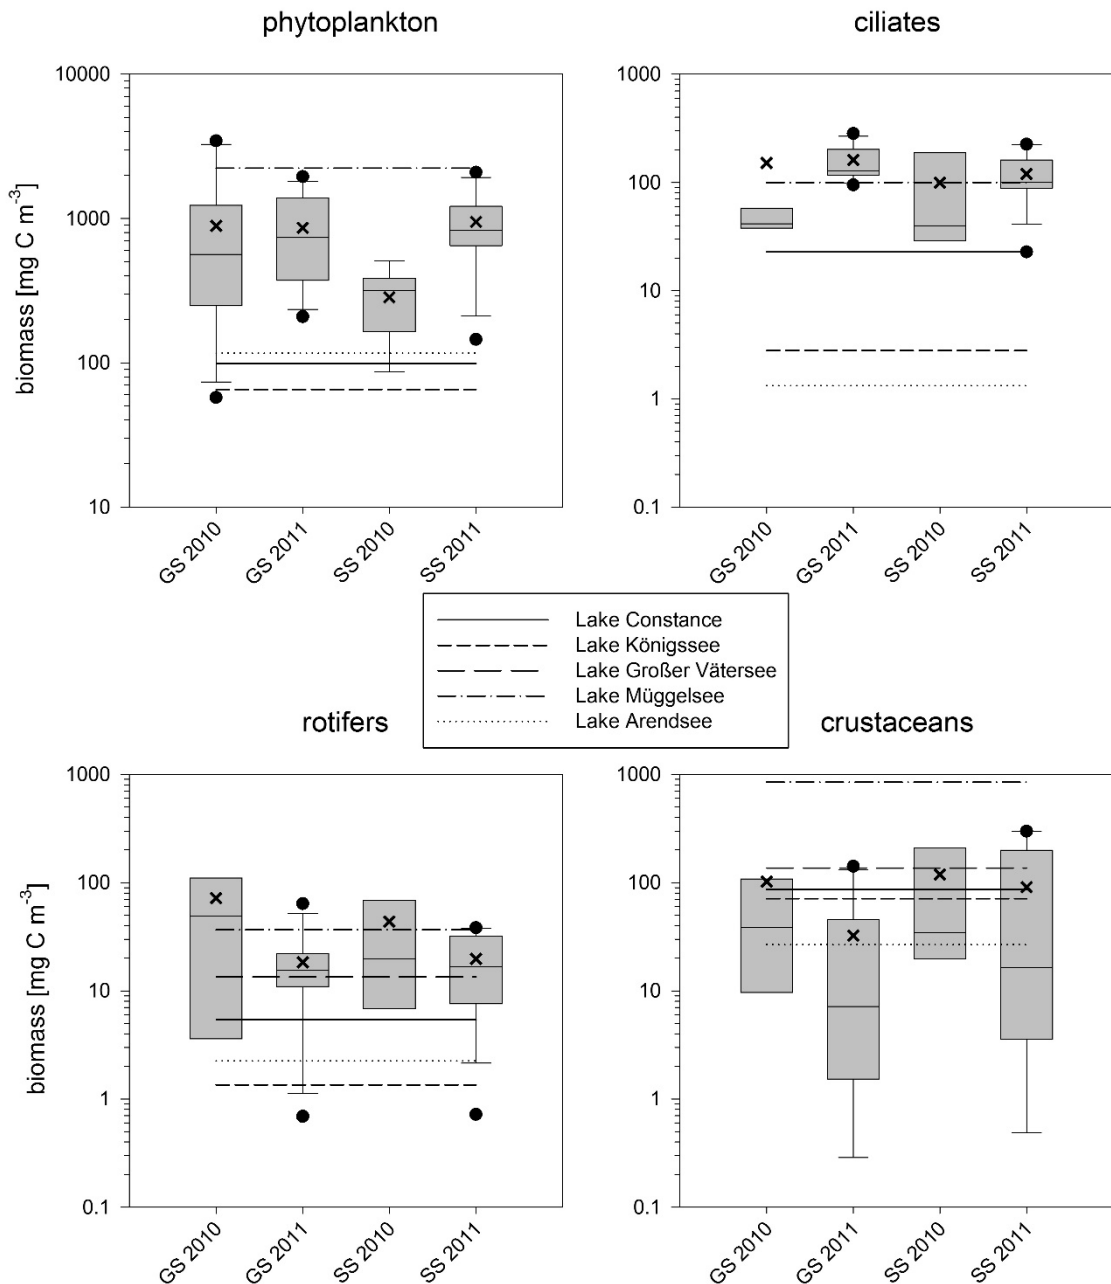 phytoplankton
ciliates
biomass [mg C m-3]
10000
1000
100
10
GS 2010
GS 2011
SS 2010
SS 2011
1000
100
10
1
0.1
GS 2010
GS 2011
SS 2010
SS 2011
Lake Constance
Lake Königssee
Lake Großer Vätersee
Lake Müggelsee
Lake Arendsee
rotifers
crustaceans
biomass [mg C m-3]
1000
100
10
1
0.1
GS 2010
GS 2011
SS 2010
SS 2011
1000
100
10
1
0.1
GS 2010
GS 2011
SS 2010
SS 2011